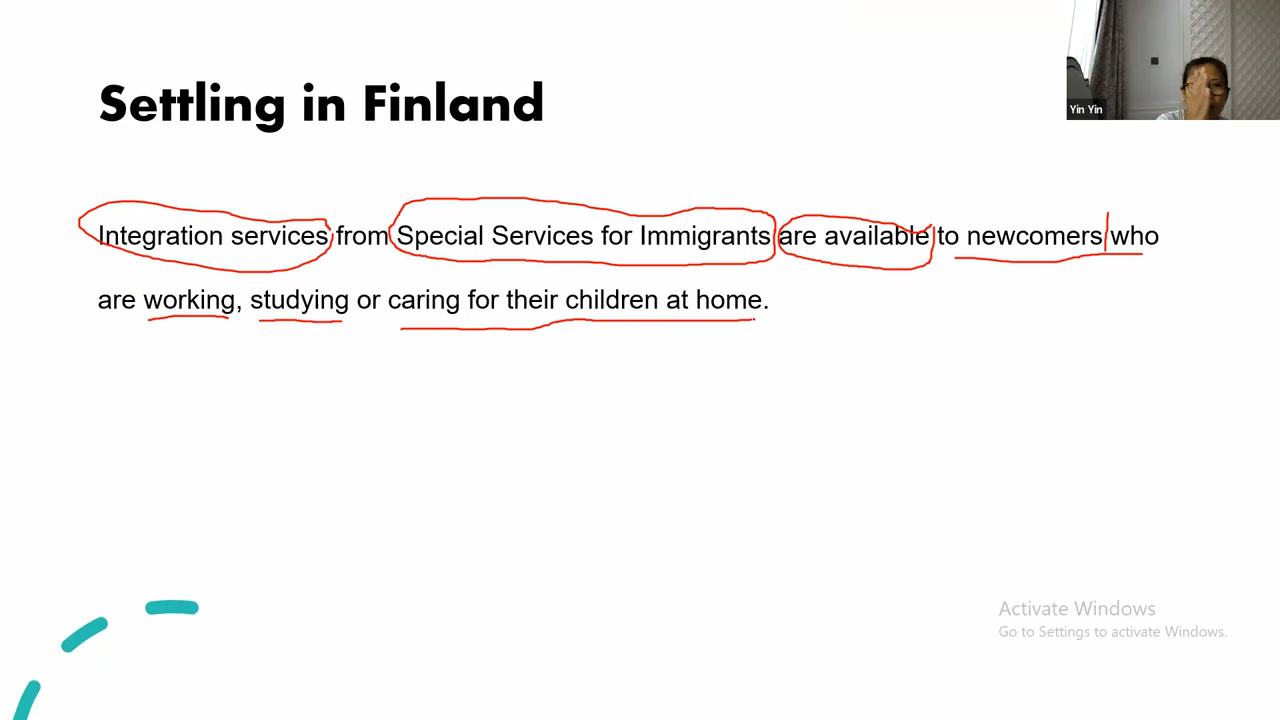 Settling in Finland
Yin Yin
Integration services from Special Services for Immigrants are available to newcomers who
are working, studying or caring for their children at home.
Activate Windows
Go to Settings to activate Windows.